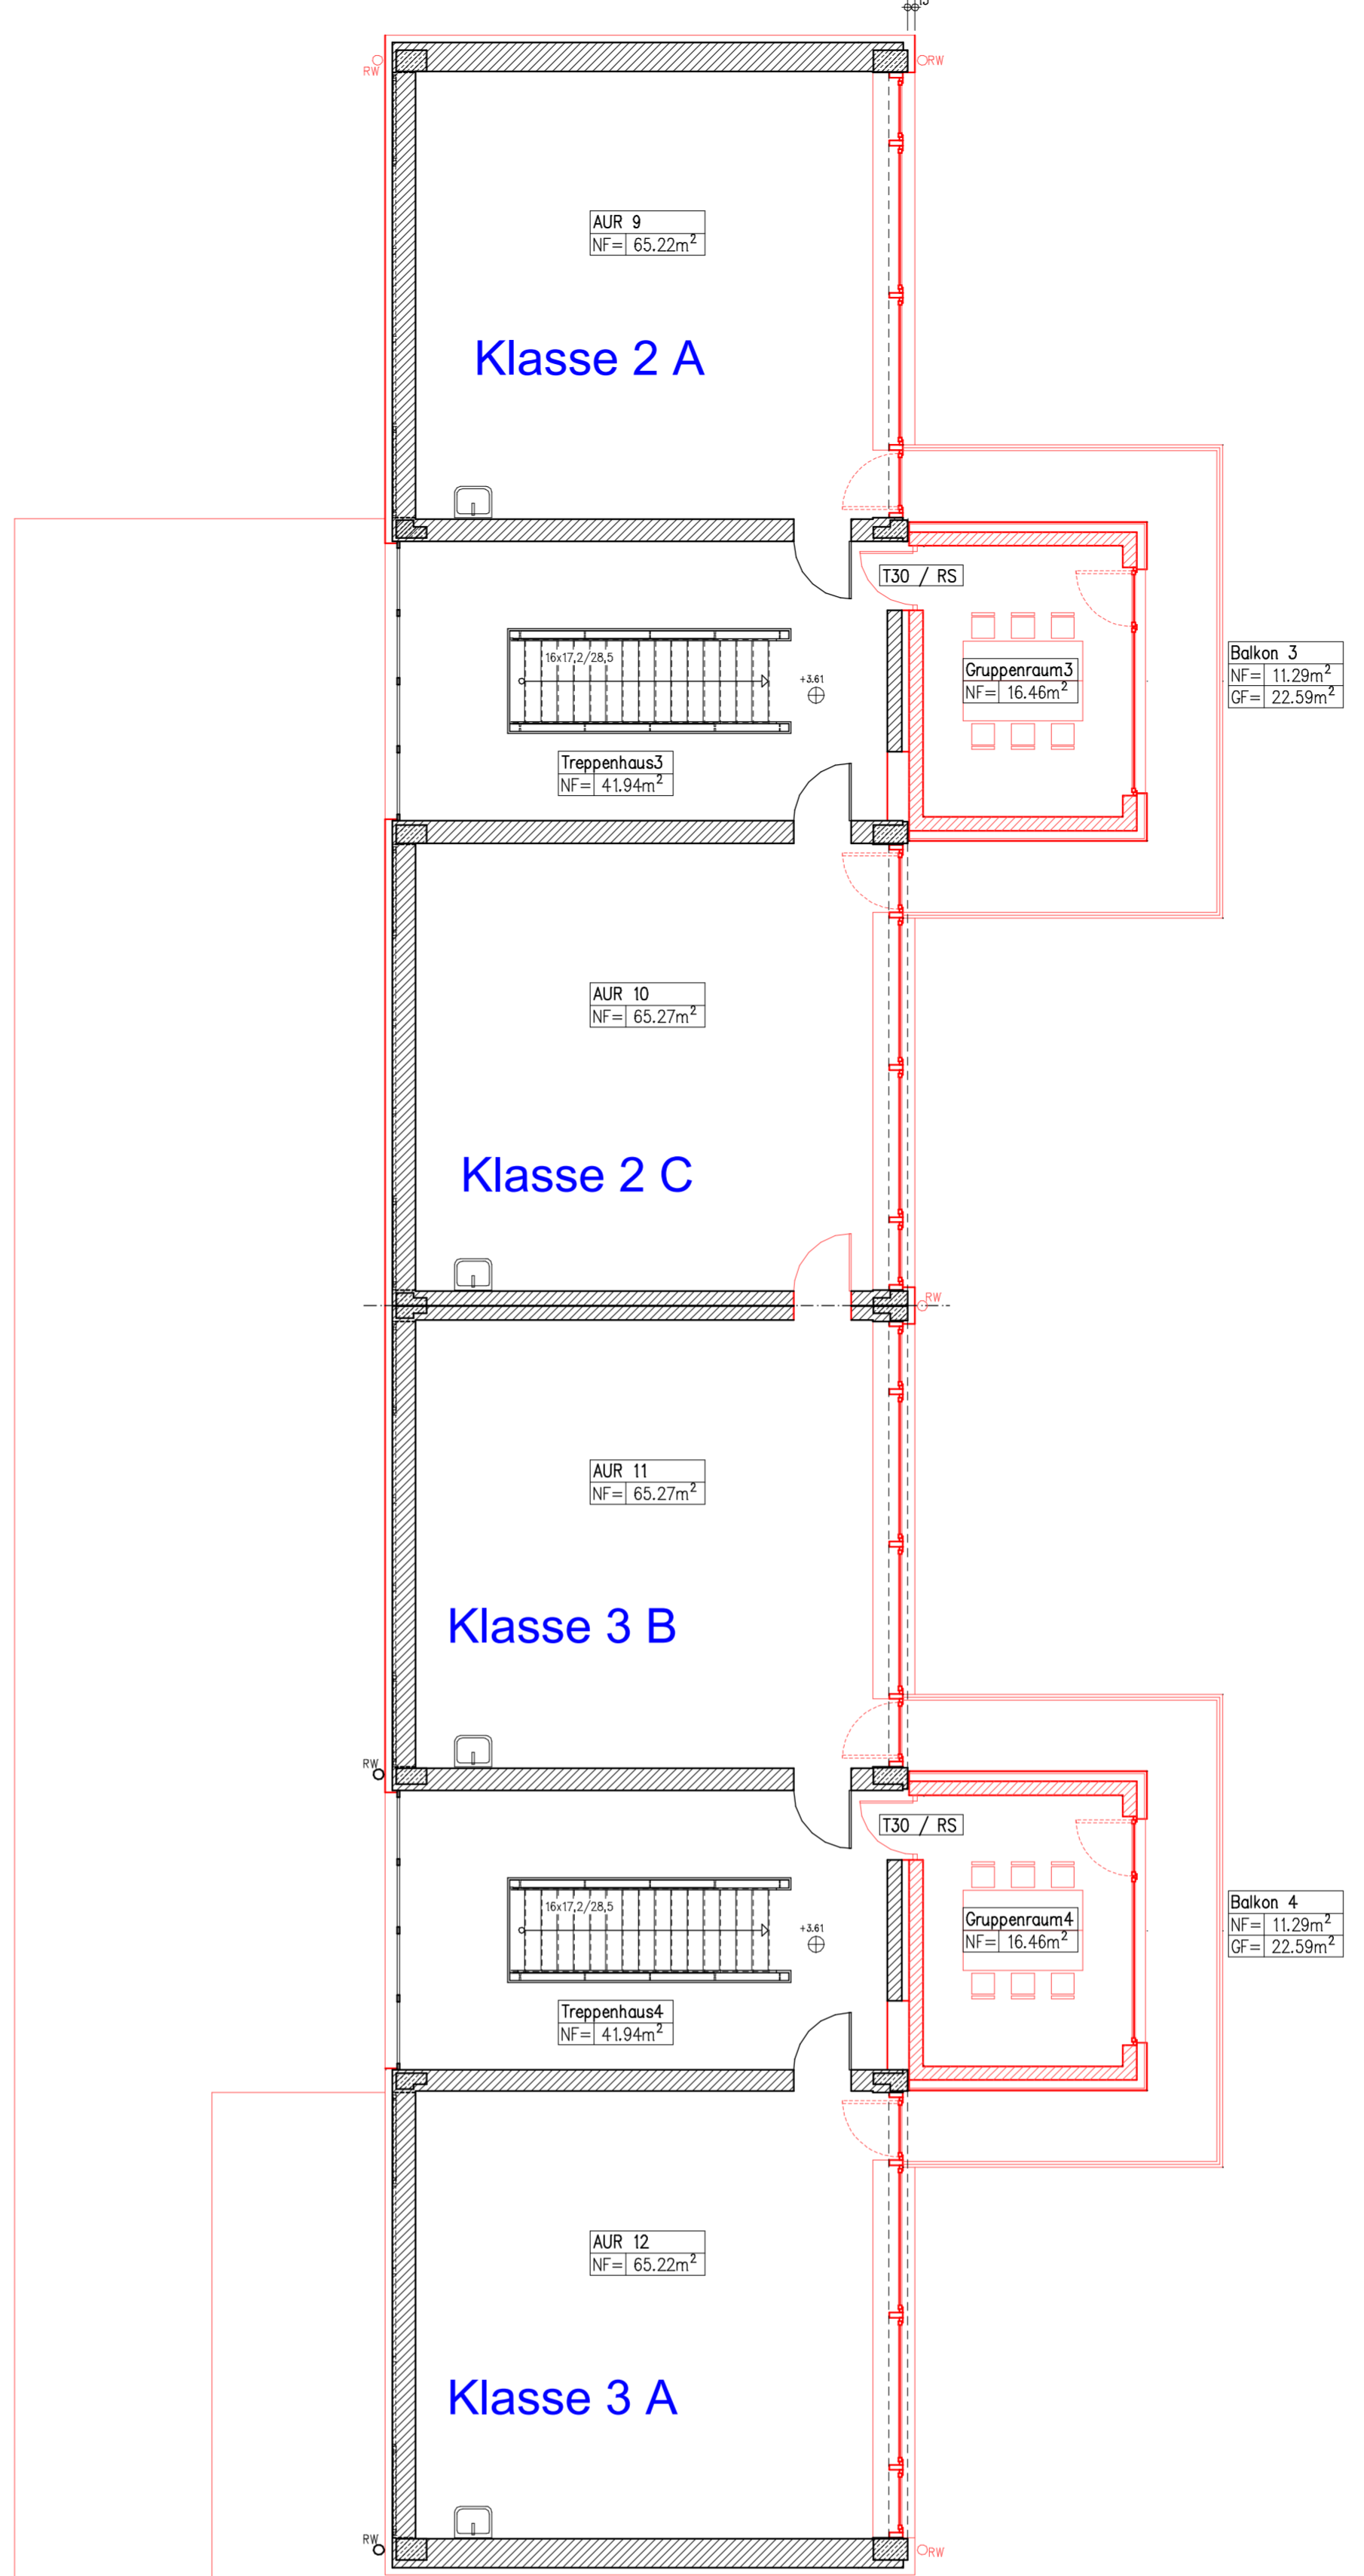 15
RW
RW
AUR 9
NF= 65.22m²
Klasse 2 A
T30 / RS
16x17,2/28,5
+3.61
Gruppenraum3
NF= 16.46m²
Balkon 3
NF= 11.29m²
GF= 22.59m²
Treppenhaus3
NF= 41.94m²
AUR 10
NF= 65.27m²
Klasse 2 C
RW
AUR 11
NF= 65.27m²
Klasse 3 B
RW
T30 / RS
16x17,2/28,5
+3.61
Gruppenraum4
NF= 16.46m²
Balkon 4
NF= 11.29m²
GF= 22.59m²
Treppenhaus4
NF= 41.94m²
AUR 12
NF= 65.22m²
Klasse 3 A
RW
RW